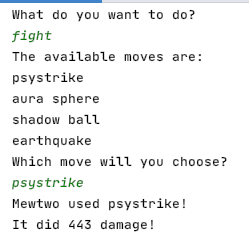 What do you want to do?
fight
The available moves are:
psystrike
aura sphere
shadow ball
earthquake
Which move will you choose?
psystrike
Mewtwo used psystrike!
It did 443 damage!